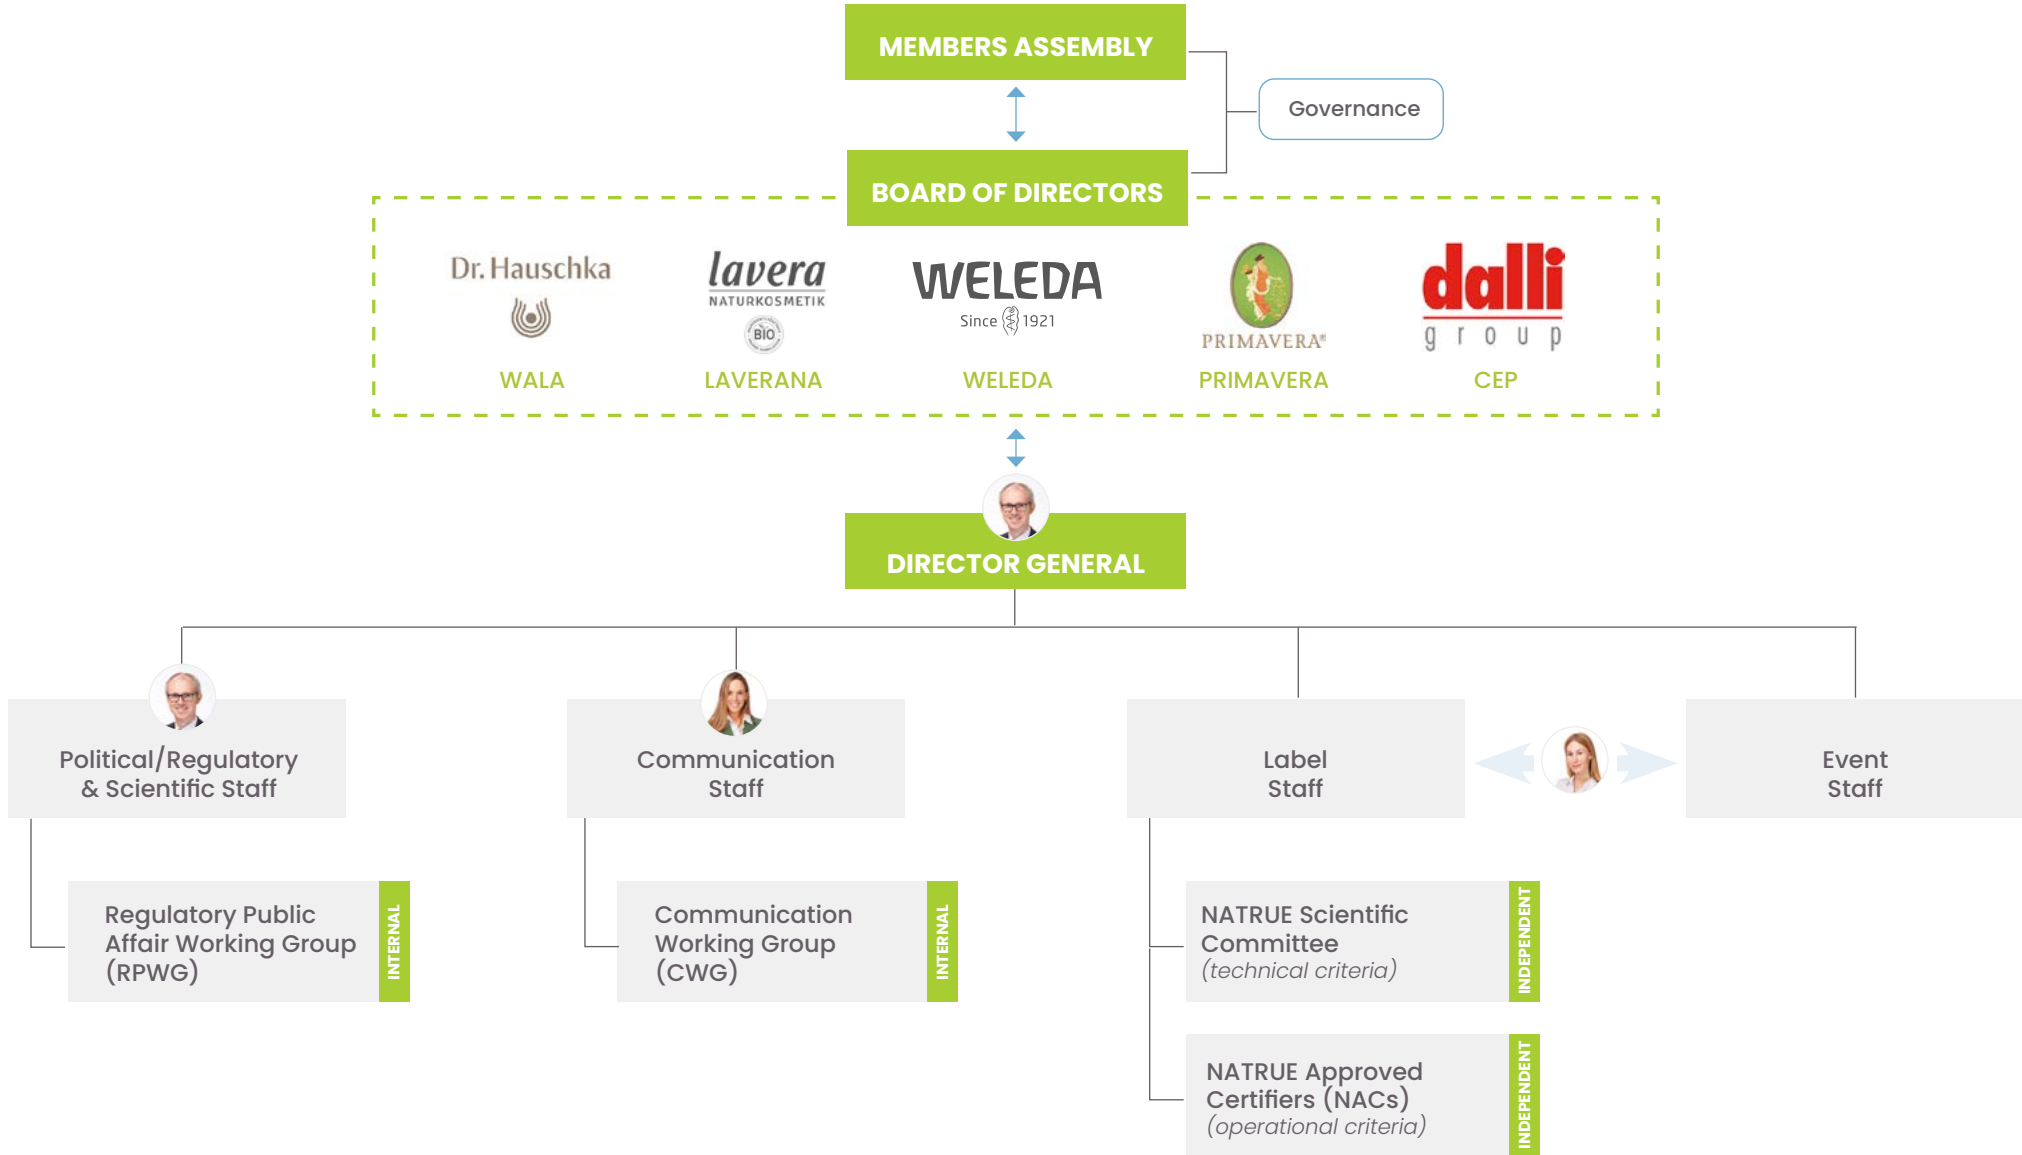 MEMBERS ASSEMBLY
Governance
BOARD OF DIRECTORS
Dr. Hauschka
lavera
NATURKOSMETIK
BIO
WELEDA
Since 1921
PRIMAVERA®
dalli
group
WALA
LAVERANA
WELEDA
PRIMAVERA
CEP
DIRECTOR GENERAL
Political/Regulatory
& Scientific Staff
Communication
Staff
Label
Staff
Event
Staff
Regulatory Public
Affair Working Group
(RPWG)
INTERNAL
Communication
Working Group
(CWG)
INTERNAL
NATRUE Scientific
Committee
(technical criteria)
INDEPENDENT
NATRUE Approved
Certifiers (NACs)
(operational criteria)
INDEPENDENT